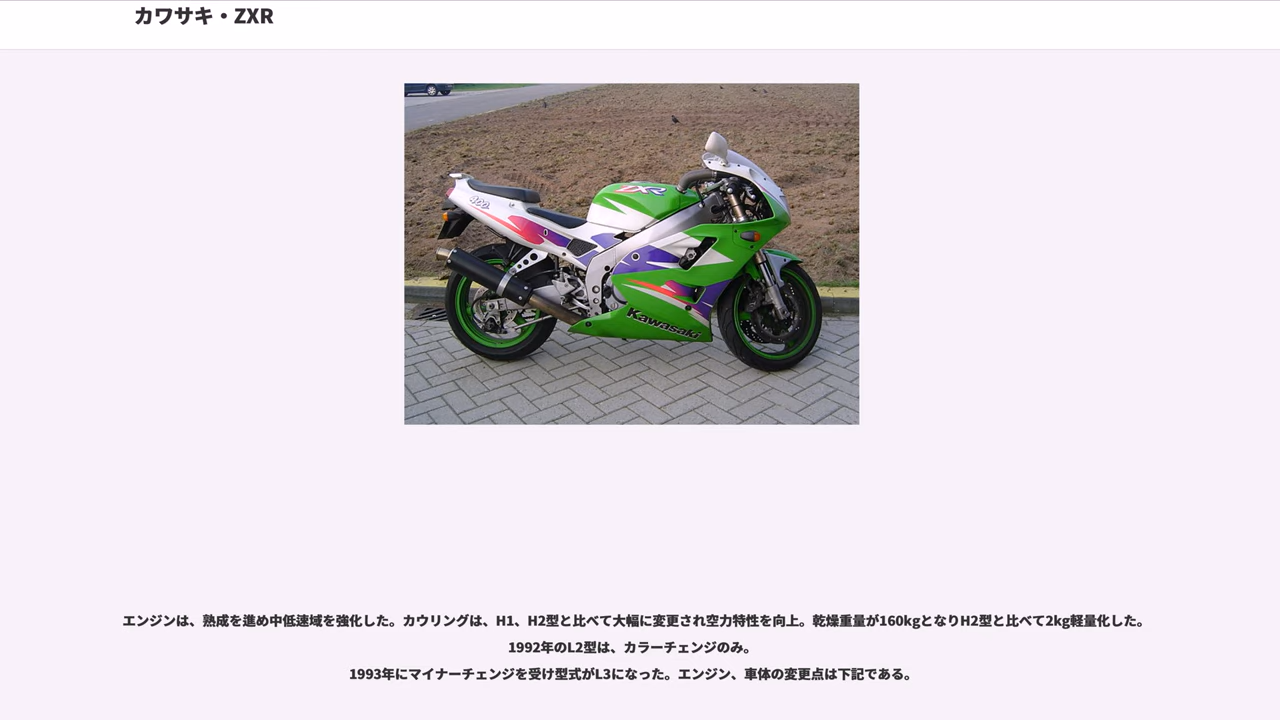 カワサキ・ZXR
ZXR
400
Kawasaki
エンジンは、熟成を進め中低速域を強化した。カウリングは、H1、H2型と比べて大幅に変更され空力特性を向上。乾燥重量が160kgとなりH2型と比べて2kg軽量化した。
1992年のL2型は、カラーチェンジのみ。
1993年にマイナーチェンジを受け型式がL3になった。エンジン、車体の変更点は下記である。